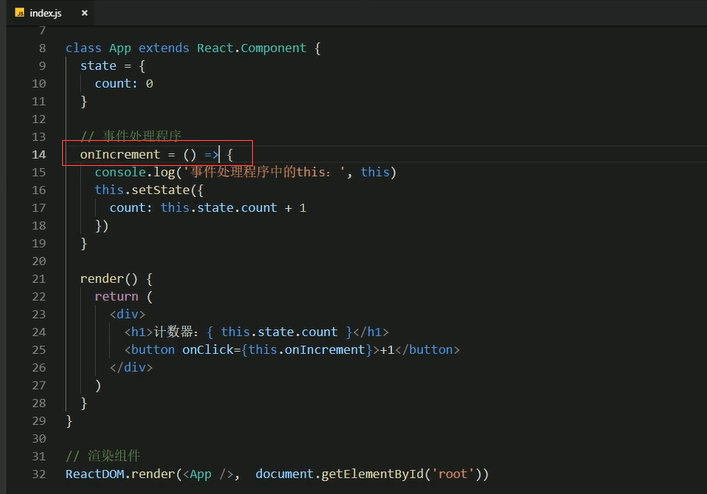 JS index.js ×
7
8 class App extends React.Component {
9 state = {
10 count: 0
11 }
12
13 // 事件处理程序
14 onIncrement = () => {
15 console.log('事件处理程序中的this：', this)
16 this.setState({
17 count: this.state.count + 1
18 })
19 }
20
21 render() {
22 return (
23 <div>
24 <h1>计数器：{ this.state.count }</h1>
25 <button onClick={this.onIncrement}>+1</button>
26 </div>
27 )
28 }
29 }
30
31 // 渲染组件
32 ReactDOM.render(<App />,  document.getElementById('root'))